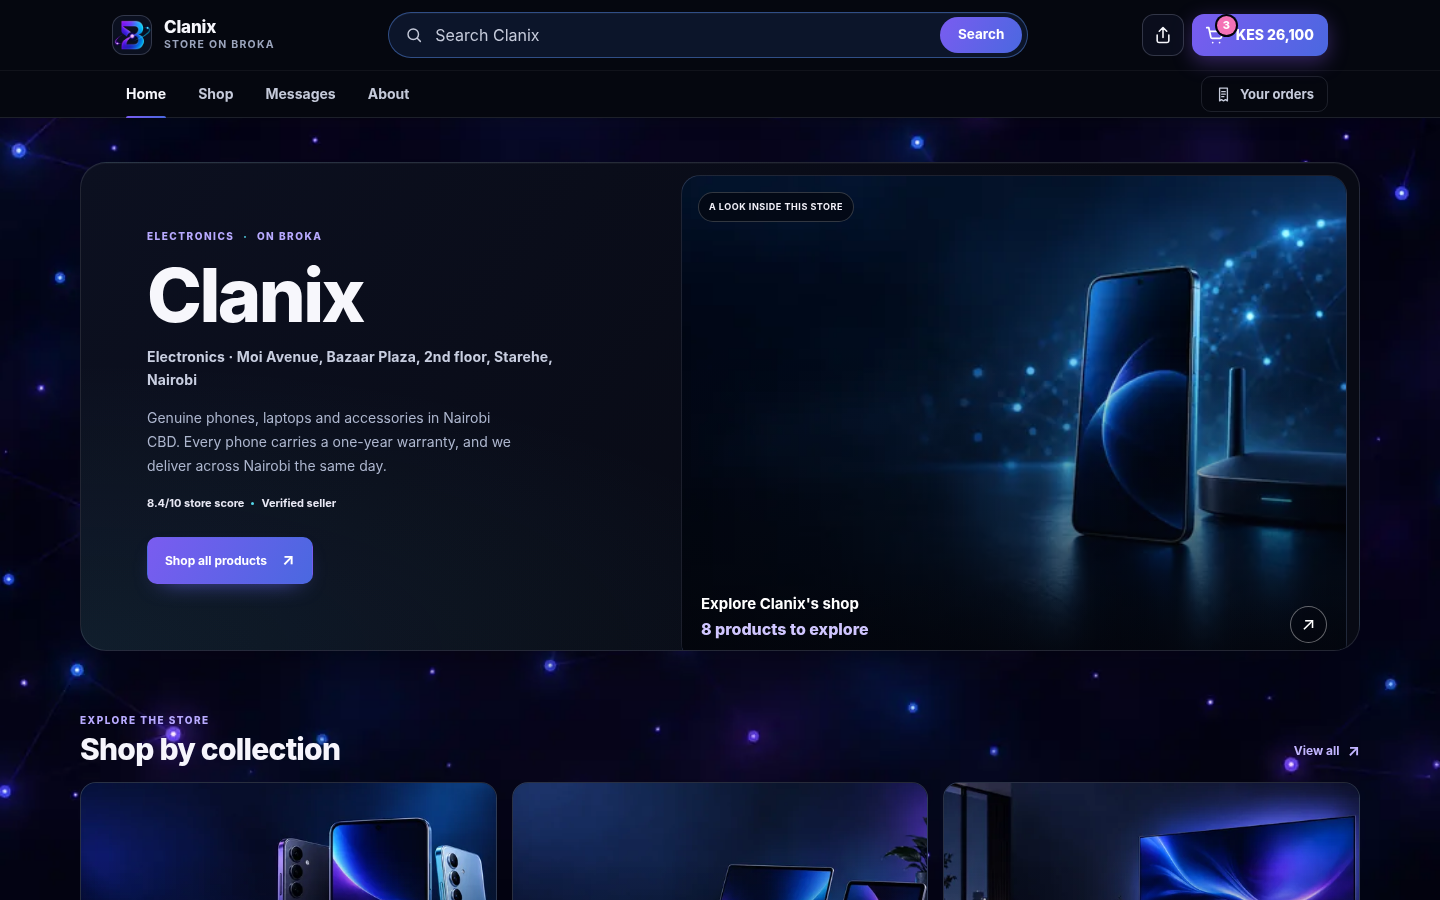 Clanix
STORE ON BROKA
Search Clanix
Search
3
KES 26,100
Home
Shop
Messages
About
Your orders
ELECTRONICS · ON BROKA
Clanix
Electronics · Moi Avenue, Bazaar Plaza, 2nd floor, Starehe,
Nairobi
Genuine phones, laptops and accessories in Nairobi
CBD. Every phone carries a one-year warranty, and we
deliver across Nairobi the same day.
8.4/10 store score • Verified seller
Shop all products
A LOOK INSIDE THIS STORE
Explore Clanix's shop
8 products to explore
EXPLORE THE STORE
Shop by collection
View all